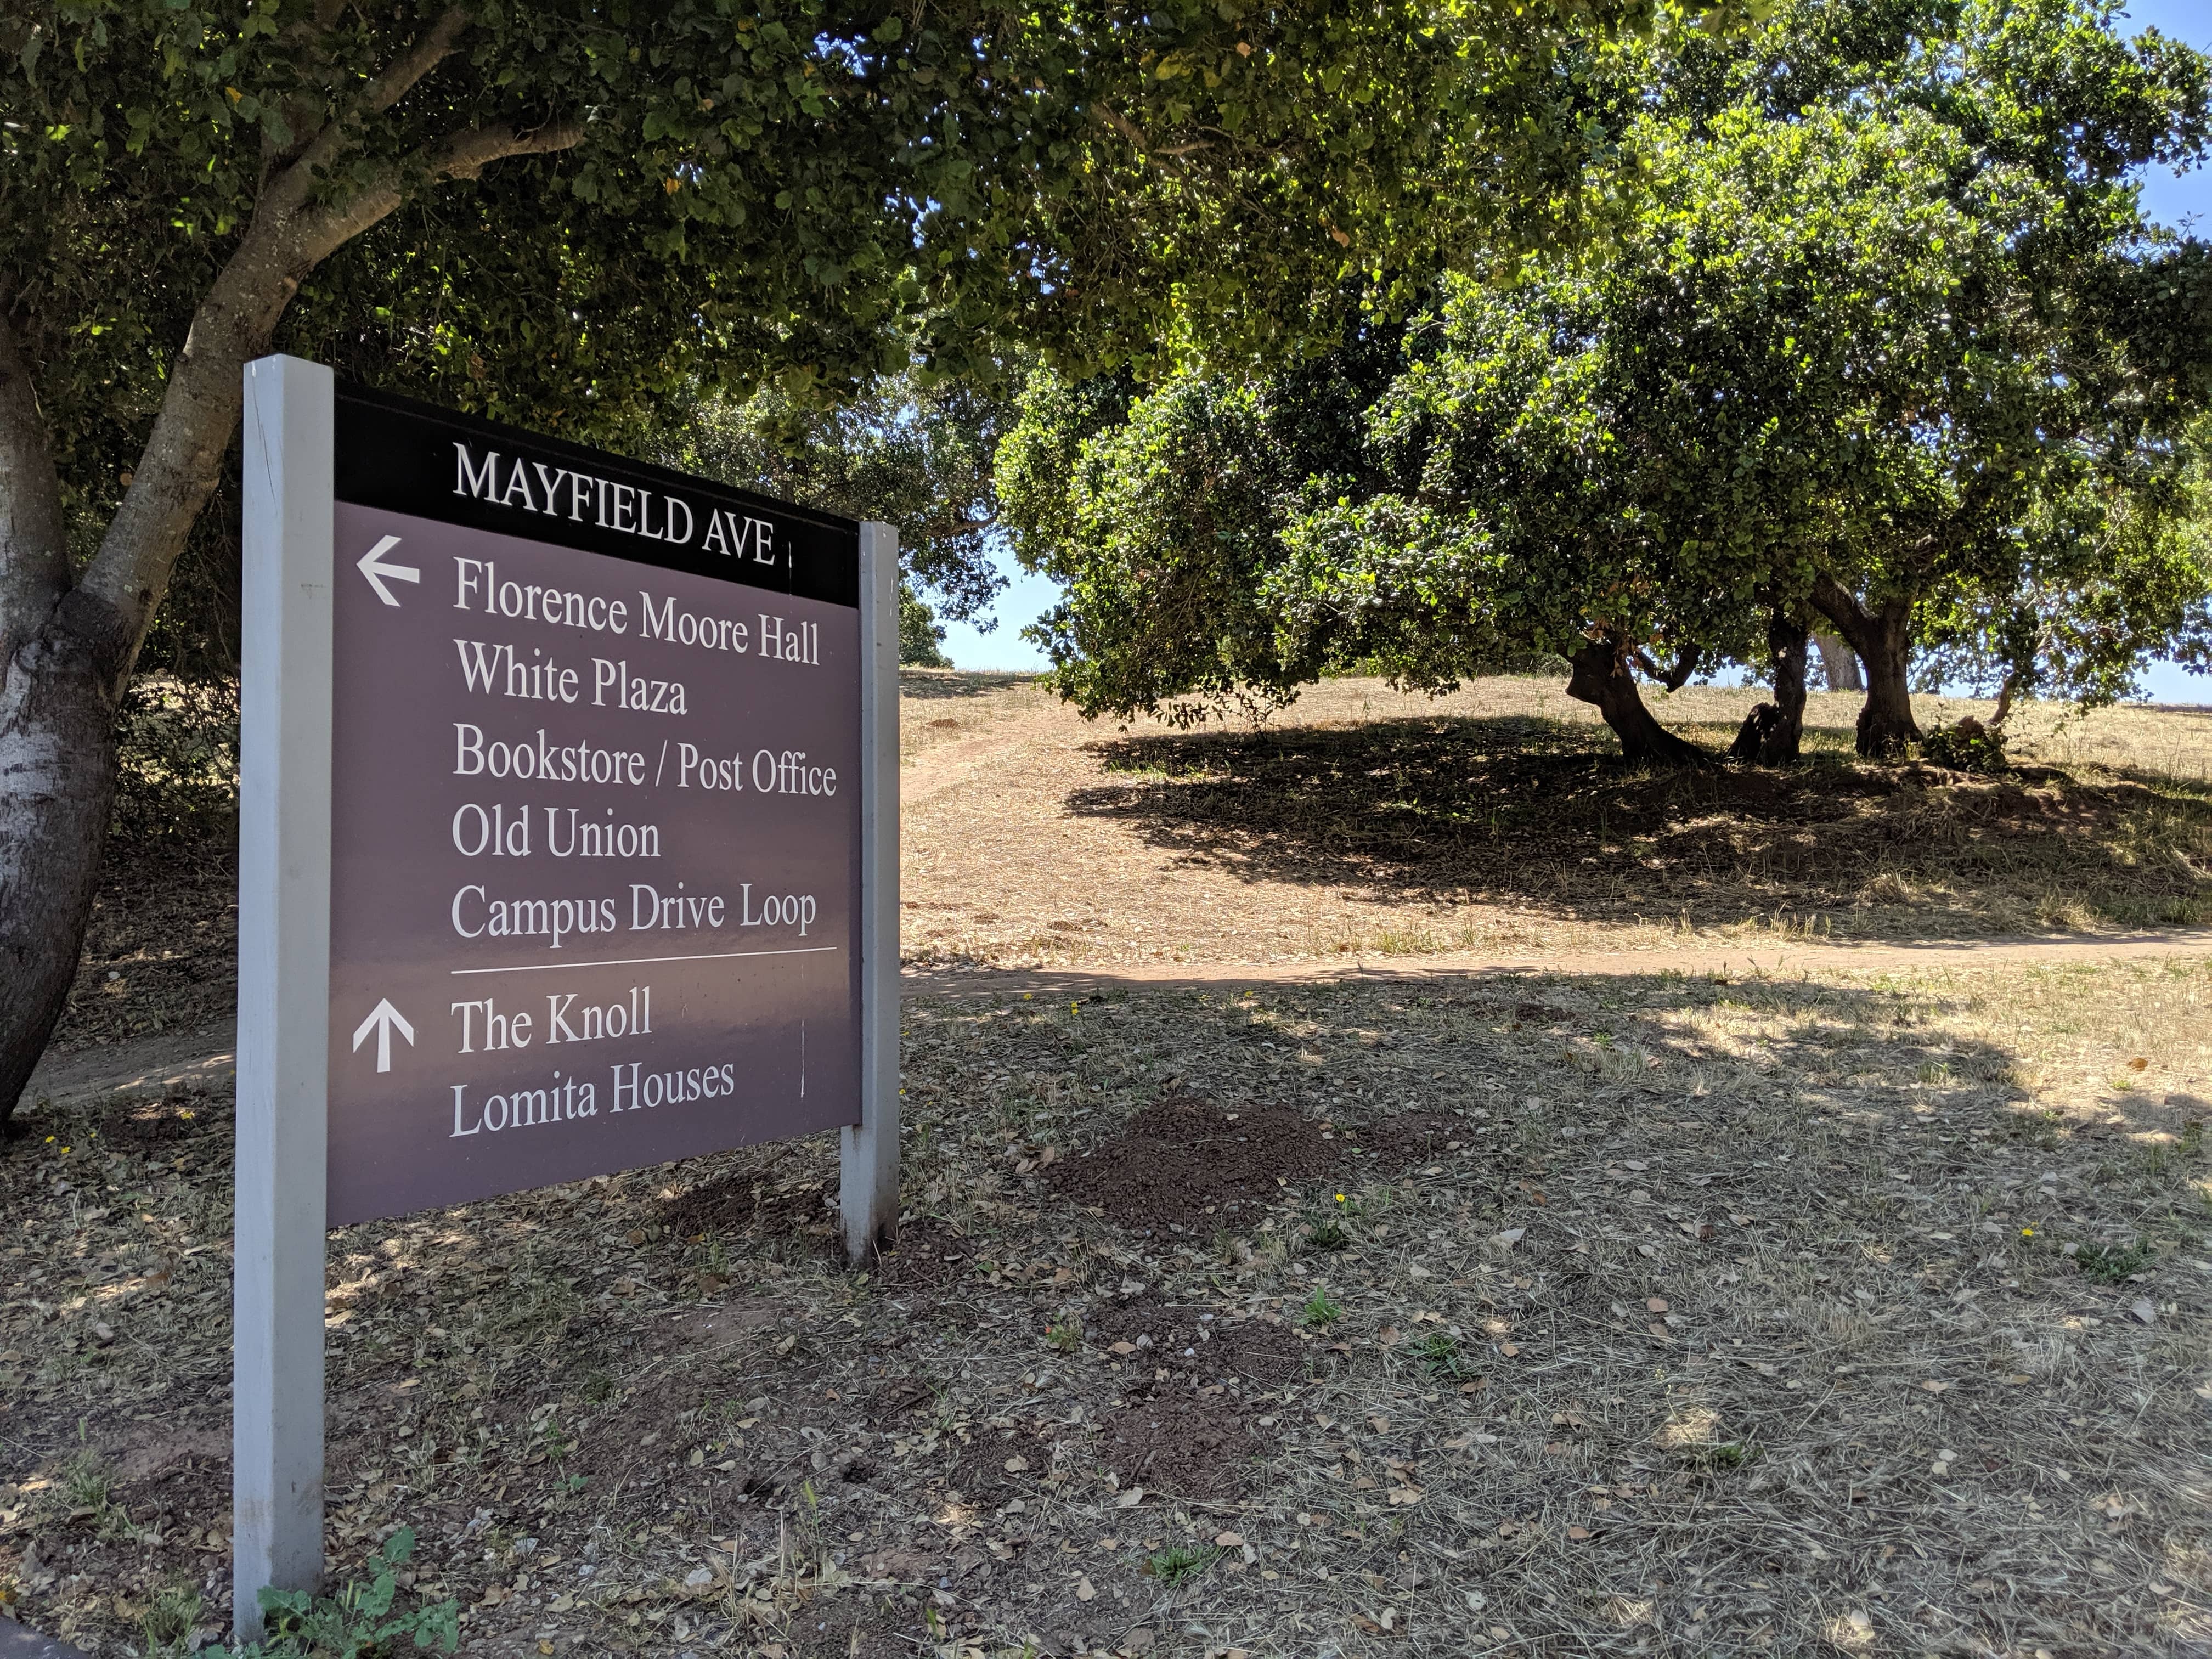 MAYFIELD AVE
Florence Moore Hall
White Plaza
Bookstore / Post Office
Old Union
Campus Drive Loop
The Knoll
Lomita Houses